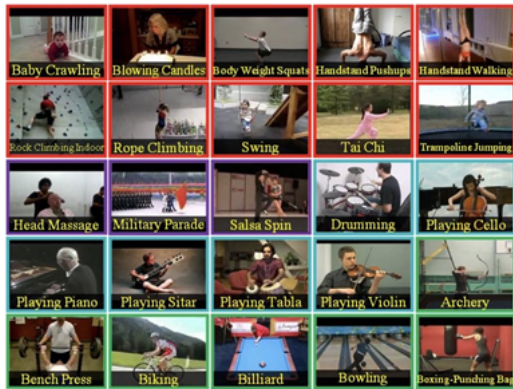 Baby Crawling
Blowing Candles
Body Weight Squats
Handstand Pushups
Handstand Walking
Rock Climbing Indoor
Rope Climbing
Swing
Tai Chi
Trampoline Jumping
Head Massage
Military Parade
Salsa Spin
Drumming
Playing Cello
Playing Piano
Playing Sitar
Playing Tabla
Playing Violin
Archery
Bench Press
Biking
Billiard
Bowling
Boxing-Punching Bag